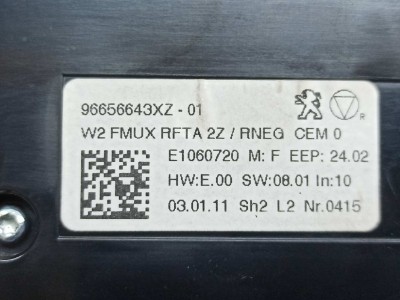 96656643XZ - 01
W2 FMUX RFTA 2Z / RNEG CEM 0
E1060720 M: F EEP: 24.02
HW:E.00 SW:08.01 In:10
03.01.11 Sh2 L2 Nr.0415
R